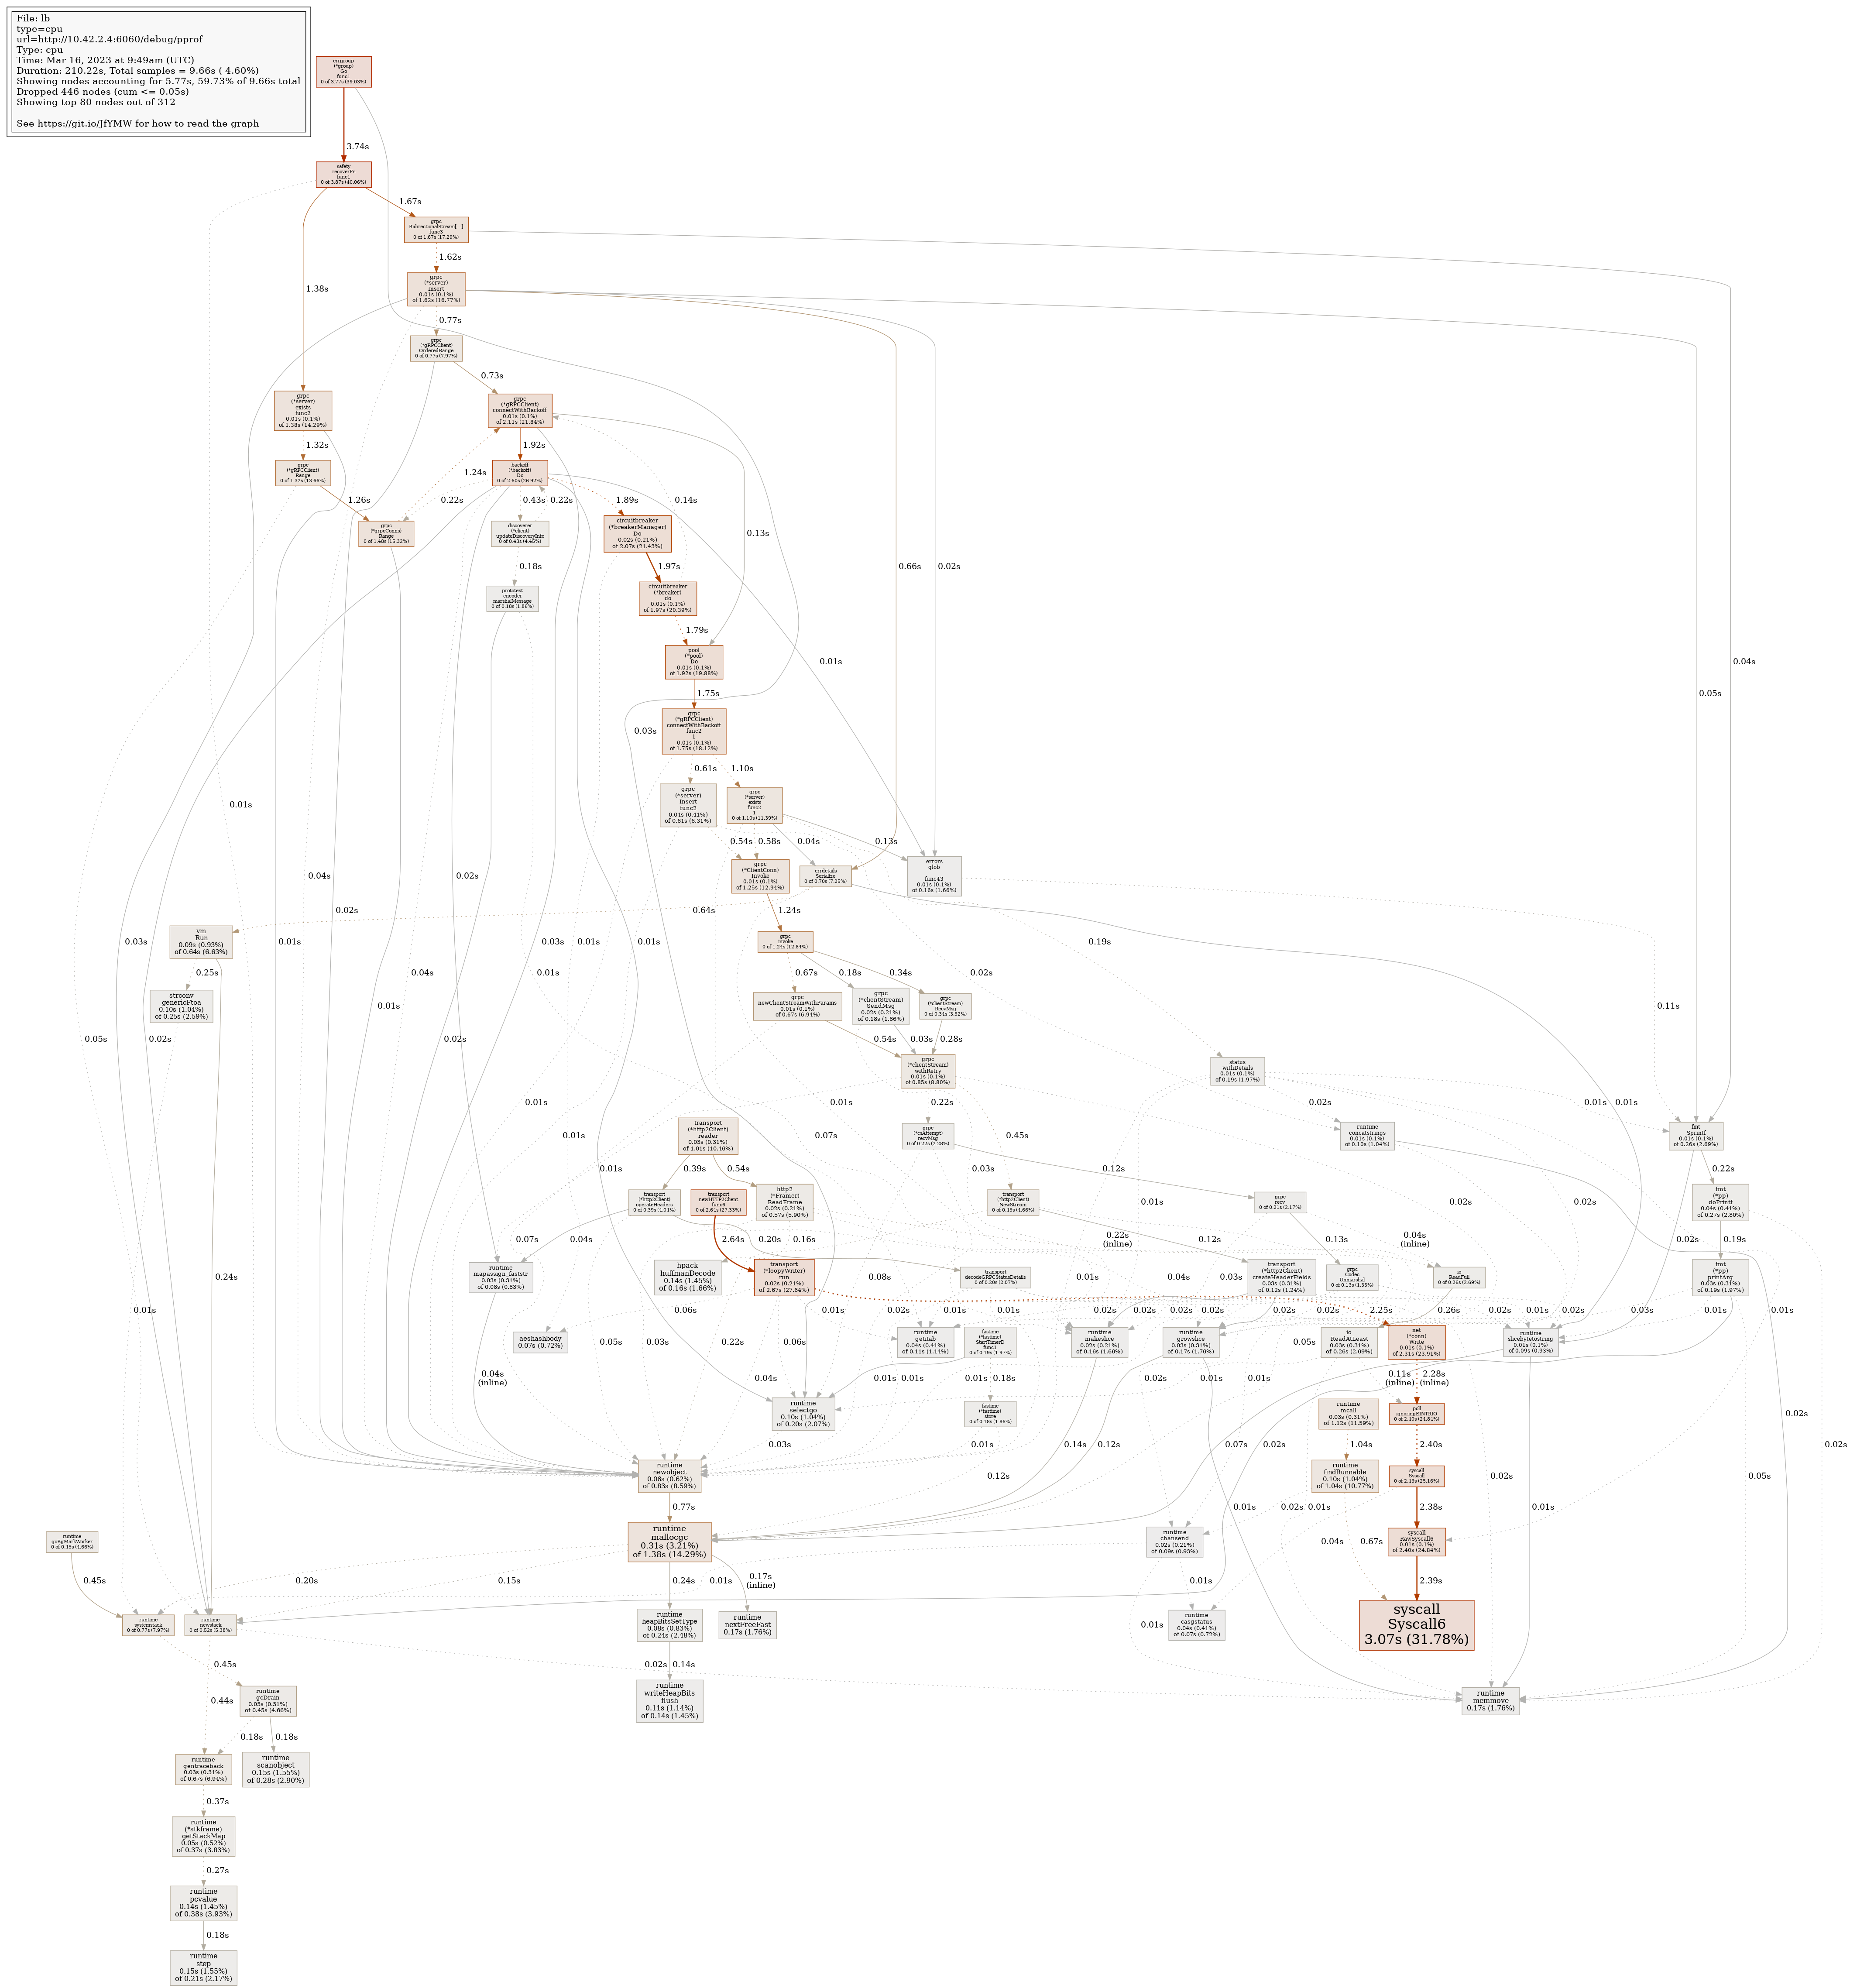 File: lb
type=cpu
url=http://10.42.2.4:6060/debug/pprof
Type: cpu
Time: Mar 16, 2023 at 9:49am (UTC)
Duration: 210.22s, Total samples = 9.66s ( 4.60%)
Showing nodes accounting for 5.77s, 59.73% of 9.66s total
Dropped 446 nodes (cum <= 0.05s)
Showing top 80 nodes out of 312
See https://git.io/JfYMW for how to read the graph
errgroup
(*group)
Go
func1
0 of 3.77s (39.03%)
3.74s
safety
recoverFn
func1
0 of 3.87s (40.06%)
1.67s
grpc
BidirectionalStream[...]
func3
0 of 1.67s (17.29%)
1.62s
grpc
(*server)
Insert
0.01s (0.1%)
of 1.62s (16.77%)
1.38s
0.77s
grpc
(*gRPCClient)
OrderedRange
0 of 0.77s (7.97%)
0.73s
grpc
(*server)
exists
func2
0.01s (0.1%)
of 1.38s (14.29%)
grpc
(*gRPCClient)
connectWithBackoff
0.01s (0.1%)
of 2.11s (21.84%)
1.32s
1.92s
grpc
(*gRPCClient)
Range
0 of 1.32s (13.66%)
1.24s
backoff
(*backoff)
Do
0 of 2.60s (26.92%)
1.26s
0.22s
0.43s
0.22s
1.89s
0.14s
grpc
(*grpcConns)
Range
0 of 1.48s (15.32%)
discoverer
(*client)
updateDiscoveryInfo
0 of 0.43s (4.45%)
circuitbreaker
(*breakerManager)
Do
0.02s (0.21%)
of 2.07s (21.43%)
0.13s
0.18s
1.97s
0.66s
0.02s
prototext
encoder
marshalMessage
0 of 0.18s (1.86%)
circuitbreaker
(*breaker)
do
0.01s (0.1%)
of 1.97s (20.39%)
1.79s
pool
(*pool)
Do
0.01s (0.1%)
of 1.92s (19.88%)
0.01s
0.04s
0.05s
1.75s
0.03s
grpc
(*gRPCClient)
connectWithBackoff
func2
1
0.01s (0.1%)
of 1.75s (18.12%)
0.61s
1.10s
0.01s
grpc
(*server)
Insert
func2
0.04s (0.41%)
of 0.61s (6.31%)
grpc
(*server)
exists
func2
1
0 of 1.10s (11.39%)
0.04s
0.02s
0.54s
0.58s
0.04s
0.13s
grpc
(*ClientConn)
Invoke
0.01s (0.1%)
of 1.25s (12.94%)
errdetails
Serialize
0 of 0.70s (7.25%)
errors
glob
func43
0.01s (0.1%)
of 0.16s (1.66%)
0.02s
0.64s
1.24s
vm
Run
0.09s (0.93%)
of 0.64s (6.63%)
grpc
invoke
0 of 1.24s (12.84%)
0.03s
0.01s
0.03s
0.01s
0.01s
0.19s
0.25s
0.02s
0.04s
0.01s
0.67s
0.18s
0.34s
0.02s
strconv
genericFtoa
0.10s (1.04%)
of 0.25s (2.59%)
grpc
newClientStreamWithParams
0.01s (0.1%)
of 0.67s (6.94%)
grpc
(*clientStream)
SendMsg
0.02s (0.21%)
of 0.18s (1.86%)
grpc
(*clientStream)
RecvMsg
0 of 0.34s (3.52%)
0.01s
0.11s
0.05s
0.02s
0.02s
0.54s
0.03s
0.28s
grpc
(*clientStream)
withRetry
0.01s (0.1%)
of 0.85s (8.80%)
status
withDetails
0.01s (0.1%)
of 0.19s (1.97%)
0.01s
0.01s
0.22s
0.02s
0.01s
0.01s
transport
(*http2Client)
reader
0.03s (0.31%)
of 1.01s (10.46%)
0.01s
0.07s
grpc
(*csAttempt)
recvMsg
0 of 0.22s (2.28%)
0.45s
runtime
concatstrings
0.01s (0.1%)
of 0.10s (1.04%)
fmt
Sprintf
0.01s (0.1%)
of 0.26s (2.69%)
0.01s
0.39s
0.54s
0.03s
0.12s
0.22s
transport
(*http2Client)
operateHeaders
0 of 0.39s (4.04%)
transport
newHTTP2Client
func6
0 of 2.64s (27.33%)
http2
(*Framer)
ReadFrame
0.02s (0.21%)
of 0.57s (5.90%)
transport
(*http2Client)
NewStream
0 of 0.45s (4.66%)
0.01s
grpc
recv
0 of 0.21s (2.17%)
0.02s
0.02s
fmt
(*pp)
doPrintf
0.04s (0.41%)
of 0.27s (2.80%)
0.07s
0.04s
2.64s
0.20s
0.16s
0.22s
(inline)
0.12s
0.13s
0.04s
(inline)
0.02s
0.19s
runtime
mapassign_faststr
0.03s (0.31%)
of 0.08s (0.83%)
hpack
huffmanDecode
0.14s (1.45%)
of 0.16s (1.66%)
transport
(*loopyWriter)
run
0.02s (0.21%)
of 2.67s (27.64%)
0.08s
transport
decodeGRPCStatusDetails
0 of 0.20s (2.07%)
0.01s
0.04s
0.03s
transport
(*http2Client)
createHeaderFields
0.03s (0.31%)
of 0.12s (1.24%)
grpc
Codec
Unmarshal
0 of 0.13s (1.35%)
io
ReadFull
0 of 0.26s (2.69%)
fmt
(*pp)
printArg
0.03s (0.31%)
of 0.19s (1.97%)
0.24s
0.06s
0.01s
0.02s
0.01s
0.01s
0.02s
0.02s
0.02s
0.02s
0.02s
0.02s
2.25s
0.26s
0.02s
0.01s
0.02s
0.03s
0.01s
0.01s
0.01s
aeshashbody
0.07s (0.72%)
0.05s
0.03s
0.22s
0.06s
runtime
getitab
0.04s (0.41%)
of 0.11s (1.14%)
fastime
(*fastime)
StartTimerD
func1
0 of 0.19s (1.97%)
runtime
makeslice
0.02s (0.21%)
of 0.16s (1.66%)
runtime
growslice
0.03s (0.31%)
of 0.17s (1.76%)
0.05s
io
ReadAtLeast
0.03s (0.31%)
of 0.26s (2.69%)
net
(*conn)
Write
0.01s (0.1%)
of 2.31s (23.91%)
runtime
slicebytetostring
0.01s (0.1%)
of 0.09s (0.93%)
0.04s
(inline)
0.04s
0.01s
0.01s
0.01s
0.18s
0.02s
0.01s
0.01s
0.11s
(inline)
2.28s
(inline)
runtime
selectgo
0.10s (1.04%)
of 0.20s (2.07%)
fastime
(*fastime)
store
0 of 0.18s (1.86%)
runtime
mcall
0.03s (0.31%)
of 1.12s (11.59%)
poll
ignoringEINTRIO
0 of 2.40s (24.84%)
0.02s
0.03s
0.01s
0.14s
0.12s
0.07s
0.02s
1.04s
2.40s
0.02s
runtime
newobject
0.06s (0.62%)
of 0.83s (8.59%)
0.12s
runtime
findRunnable
0.10s (1.04%)
of 1.04s (10.77%)
syscall
Syscall
0 of 2.43s (25.16%)
0.02s
0.05s
0.77s
0.01s
0.02s
0.01s
2.38s
0.01s
runtime
gcBgMarkWorker
0 of 0.45s (4.66%)
runtime
mallocgc
0.31s (3.21%)
of 1.38s (14.29%)
runtime
chansend
0.02s (0.21%)
of 0.09s (0.93%)
0.04s
0.67s
0.04s
syscall
RawSyscall6
0.01s (0.1%)
of 2.40s (24.84%)
0.45s
0.20s
0.15s
0.24s
0.01s
0.17s
(inline)
0.01s
2.39s
runtime
systemstack
0 of 0.77s (7.97%)
runtime
newstack
0 of 0.52s (5.38%)
runtime
heapBitsSetType
0.08s (0.83%)
of 0.24s (2.48%)
runtime
nextFreeFast
0.17s (1.76%)
0.01s
runtime
casgstatus
0.04s (0.41%)
of 0.07s (0.72%)
syscall
Syscall6
3.07s (31.78%)
0.45s
0.02s
0.14s
0.44s
runtime
gcDrain
0.03s (0.31%)
of 0.45s (4.66%)
runtime
writeHeapBits
flush
0.11s (1.14%)
of 0.14s (1.45%)
runtime
memmove
0.17s (1.76%)
0.18s
0.18s
runtime
gentraceback
0.03s (0.31%)
of 0.67s (6.94%)
runtime
scanobject
0.15s (1.55%)
of 0.28s (2.90%)
0.37s
runtime
(*stkframe)
getStackMap
0.05s (0.52%)
of 0.37s (3.83%)
0.27s
runtime
pcvalue
0.14s (1.45%)
of 0.38s (3.93%)
0.18s
runtime
step
0.15s (1.55%)
of 0.21s (2.17%)